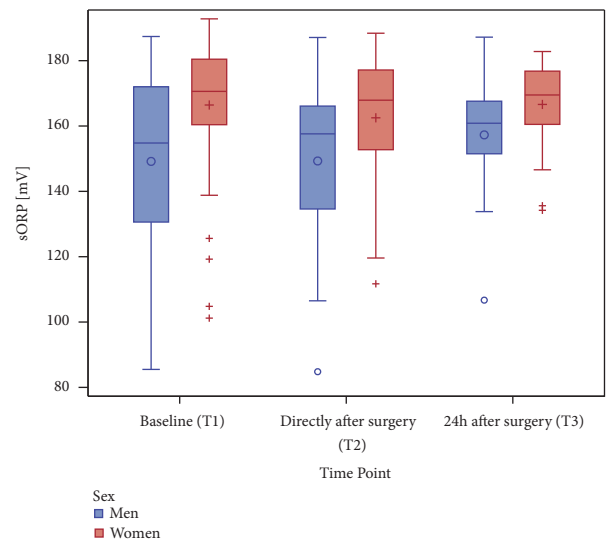 sORP [mV]
180
160
140
120
100
80
Baseline (T1)
Directly after surgery
(T2)
24h after surgery (T3)
Time Point
Sex
Men
Women